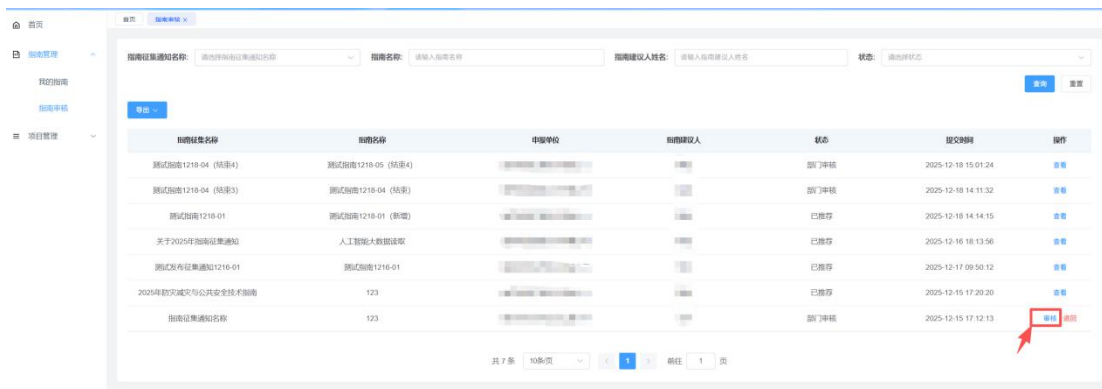 首页
指南管理
我的指南
指南审核
项目管理
首页 指南审核 ×
指南征集通知名称: 请选择指南征集通知名称 指南名称: 请输入指南名称 指南建议人姓名: 请输入指南建议人姓名 状态: 请选择状态
查询 重置
导出
指南征集名称 指南名称 申报单位 指南建议人 状态 提交时间 操作
测试指南1218-04 (结束4) 测试指南1218-05 (结束4) 部门审核 2025-12-18 15:01:24 查看
测试指南1218-04 (结束3) 测试指南1218-04 (结束) 部门审核 2025-12-18 14:11:32 查看
测试指南1218-01 测试指南1218-01 (新增) 已推荐 2025-12-18 14:14:15 查看
关于2025年指南征集通知 人工智能大数据读取 已推荐 2025-12-16 18:13:56 查看
测试发布征集通知1216-01 测试指南1216-01 已推荐 2025-12-17 09:50:12 查看
2025年防灾减灾与公共安全技术指南 123 已推荐 2025-12-15 17:20:20 查看
指南征集通知名称 123 部门审核 2025-12-15 17:12:13 审核 退回
共 7 条 10条/页 1 前往 1 页